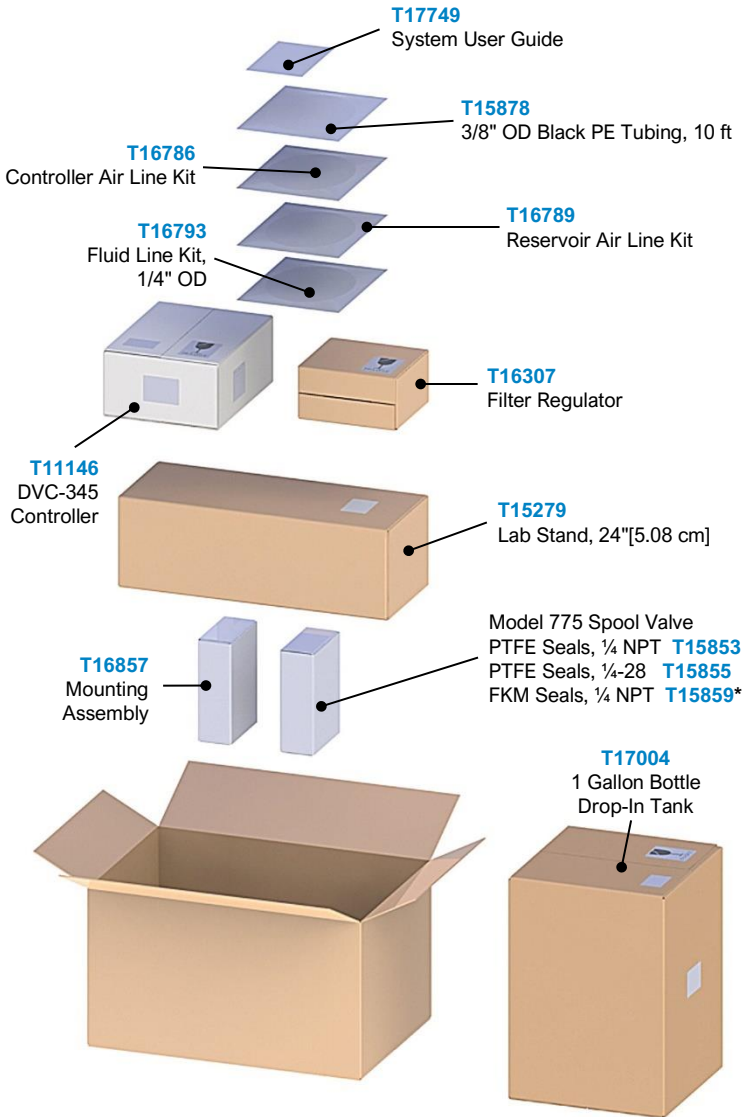 T17749
System User Guide
T15878
3/8" OD Black PE Tubing, 10 ft
T16786
Controller Air Line Kit
T16789
Reservoir Air Line Kit
T16793
Fluid Line Kit,
1/4" OD
T16307
Filter Regulator
T11146
DVC-345
Controller
T15279
Lab Stand, 24"[5.08 cm]
Model 775 Spool Valve
PTFE Seals, ¼ NPT T15853
PTFE Seals, ¼-28 T15855
FKM Seals, ¼ NPT T15859*
T16857
Mounting
Assembly
T17004
1 Gallon Bottle
Drop-In Tank